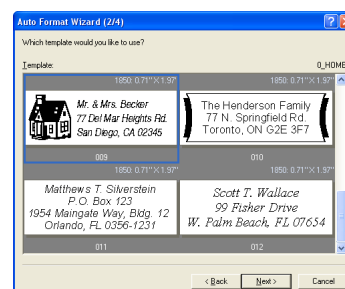 Auto Format Wizard (2/4)
Which template would you like to use?
Template:
0_HOME
1850: 0.71" X 1.97"
1850: 0.71" X 1.97"
Mr. & Mrs. Becker
77 Del Mar Heights Rd.
San Diego, CA 02345
The Henderson Family
77 N. Springfield Rd.
Toronto, ON G2E 3F7
009
010
1850: 0.71" X 1.97"
1850: 0.71" X 1.97"
Matthews T. Silverstein
P.O. Box 123
1954 Maingate Way, Bldg. 12
Orlando, FL 0356-1231
Scott T. Wallace
99 Fisher Drive
W. Palm Beach, FL 07654
011
012
< Back
Next >
Cancel